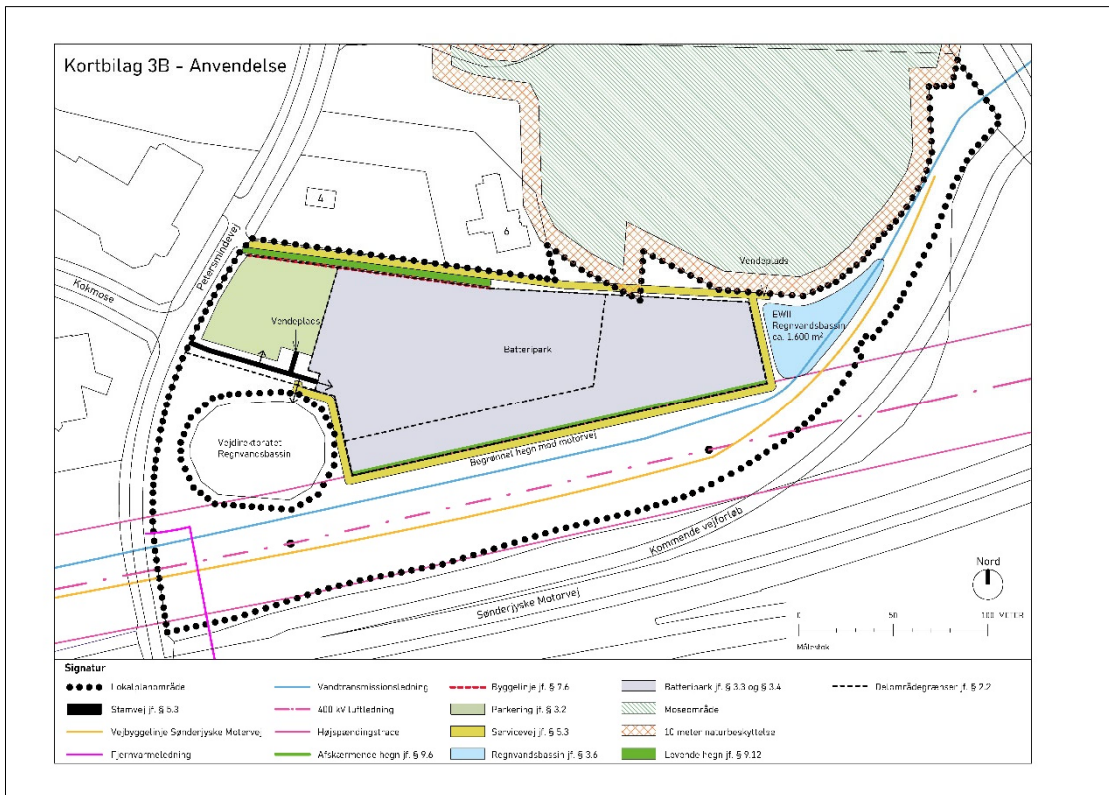 Kortbilag 3B - Anvendelse
4
6
Petersmindevej
Kokmose
Vendeplads
Vendeplads
EWII
Regnvandsbassin
ca. 1.600 m²
Batteripark
Vejdirektoratet
Regnvandsbassin
Begrønnet hegn mod motorvej
Kommende vejforløb
Sønderjyske Motorvej
Nord
0 50 100 METER
Målestok
Signatur
Lokalplanområde
Vandtransmissionsledning
Byggelinje jf. § 7.6
Batteripark jf. § 3.3 og § 3.4
Delområdegrænser jf. § 2.2
Stamvej jf. § 5.3
400 kV luftledning
Parkering jf. § 3.2
Moseområde
Vejbyggelinje Sønderjyske Motorvej
Højspændingstrace
Servicevej jf. § 5.3
10 meter naturbeskyttelse
Fjernvarmeledning
Afskærmende hegn jf. § 9.6
Regnvandsbassin jf. § 3.6
Levende hegn jf. § 9.12